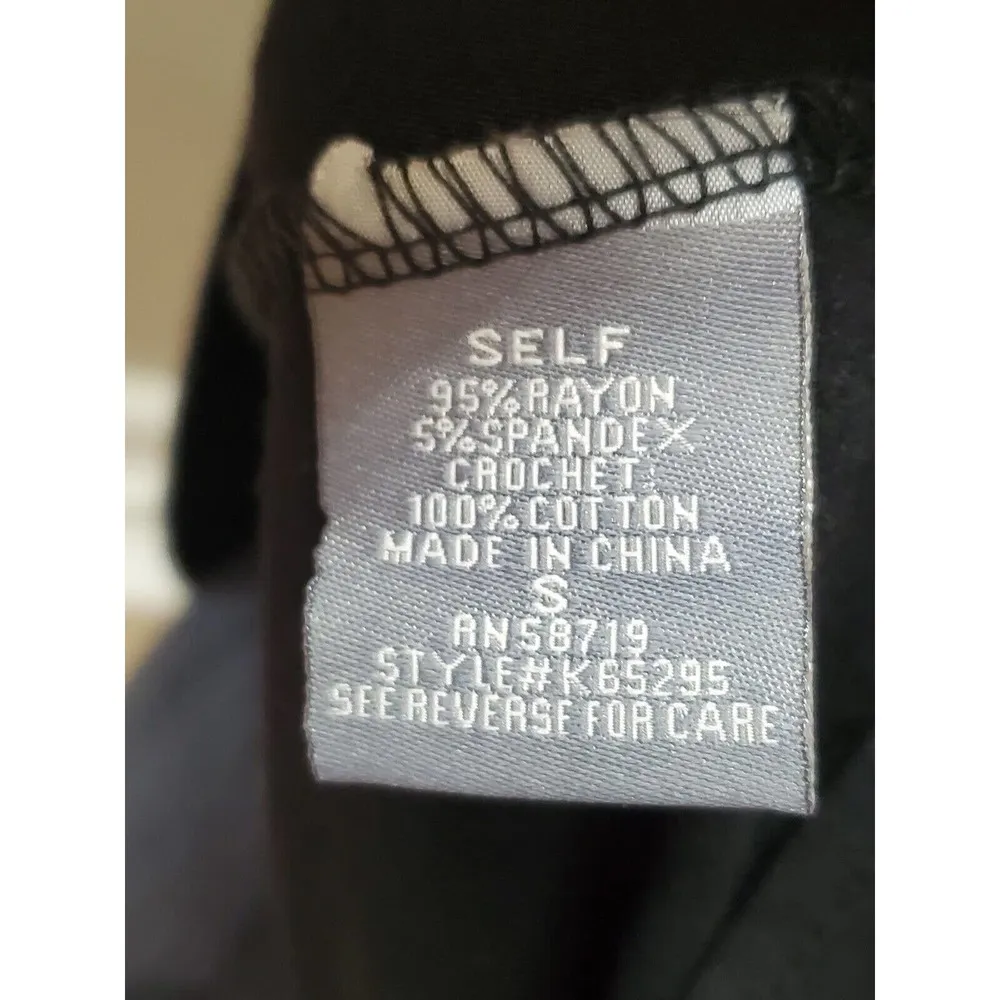 SELF
95% RAYON
5% SPANDEX
CROCHET:
100% COTTON
MADE IN CHINA
S
RN58719
STYLE#K65295
SEE REVERSE FOR CARE